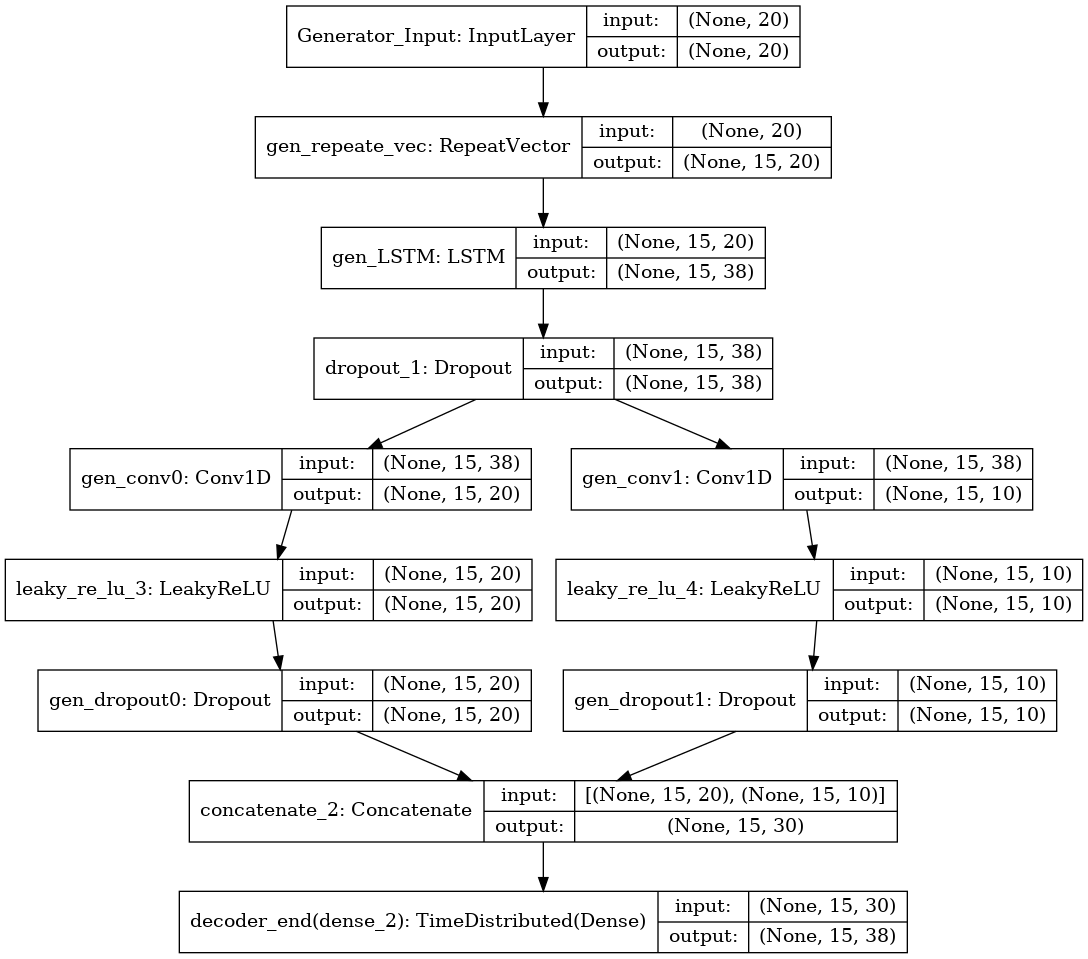 Generator_Input: InputLayer
input: (None, 20)
output: (None, 20)
gen_repeate_vec: RepeatVector
input: (None, 20)
output: (None, 15, 20)
gen_LSTM: LSTM
input: (None, 15, 20)
output: (None, 15, 38)
dropout_1: Dropout
input: (None, 15, 38)
output: (None, 15, 38)
gen_conv0: Conv1D
input: (None, 15, 38)
output: (None, 15, 20)
gen_conv1: Conv1D
input: (None, 15, 38)
output: (None, 15, 10)
leaky_re_lu_3: LeakyReLU
input: (None, 15, 20)
output: (None, 15, 20)
leaky_re_lu_4: LeakyReLU
input: (None, 15, 10)
output: (None, 15, 10)
gen_dropout0: Dropout
input: (None, 15, 20)
output: (None, 15, 20)
gen_dropout1: Dropout
input: (None, 15, 10)
output: (None, 15, 10)
concatenate_2: Concatenate
input: [(None, 15, 20), (None, 15, 10)]
output: (None, 15, 30)
decoder_end(dense_2): TimeDistributed(Dense)
input: (None, 15, 30)
output: (None, 15, 38)